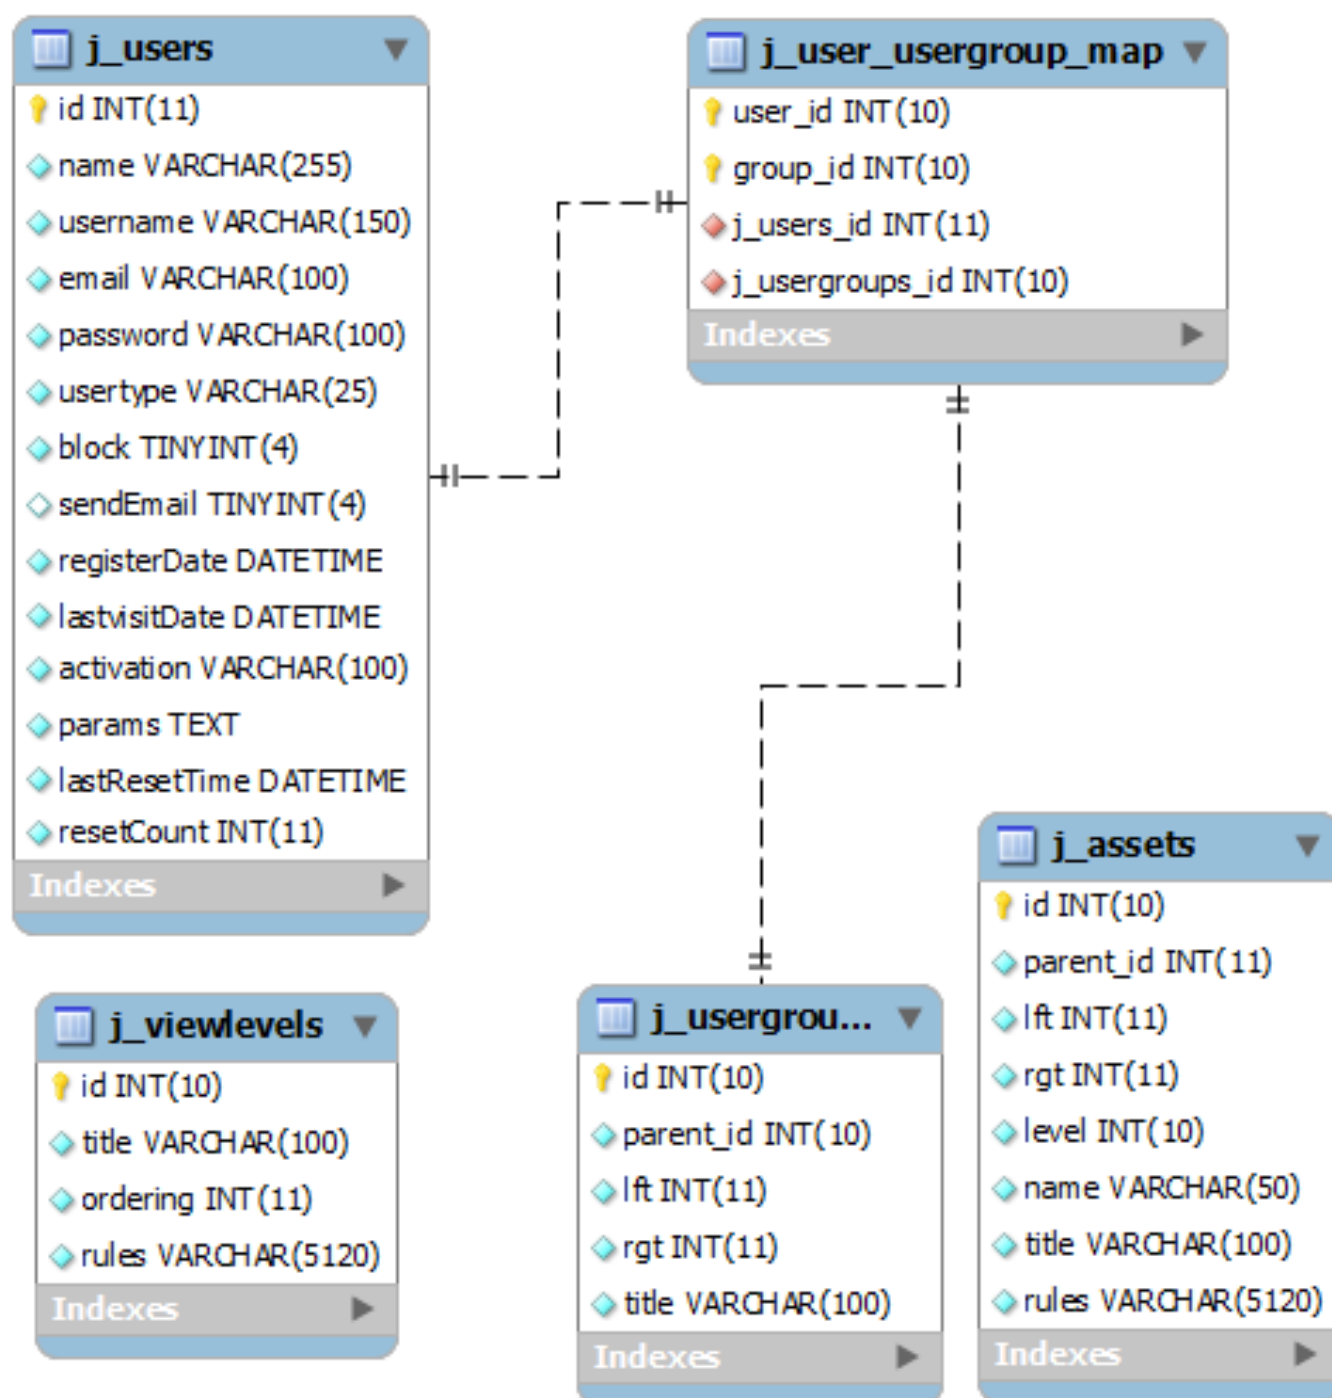 j_users
id INT(11)
name VARCHAR(255)
username VARCHAR(150)
email VARCHAR(100)
password VARCHAR(100)
usertype VARCHAR(25)
block TINYINT(4)
sendEmail TINYINT(4)
registerDate DATETIME
lastvisitDate DATETIME
activation VARCHAR(100)
params TEXT
lastResetTime DATETIME
resetCount INT(11)
Indexes
j_user_usergroup_map
user_id INT(10)
group_id INT(10)
j_users_id INT(11)
j_usergroups_id INT(10)
Indexes
j_viewlevels
id INT(10)
title VARCHAR(100)
ordering INT(11)
rules VARCHAR(5120)
Indexes
j_usergrou...
id INT(10)
parent_id INT(10)
lft INT(11)
rgt INT(11)
title VARCHAR(100)
Indexes
j_assets
id INT(10)
parent_id INT(11)
lft INT(11)
rgt INT(11)
level INT(10)
name VARCHAR(50)
title VARCHAR(100)
rules VARCHAR(5120)
Indexes